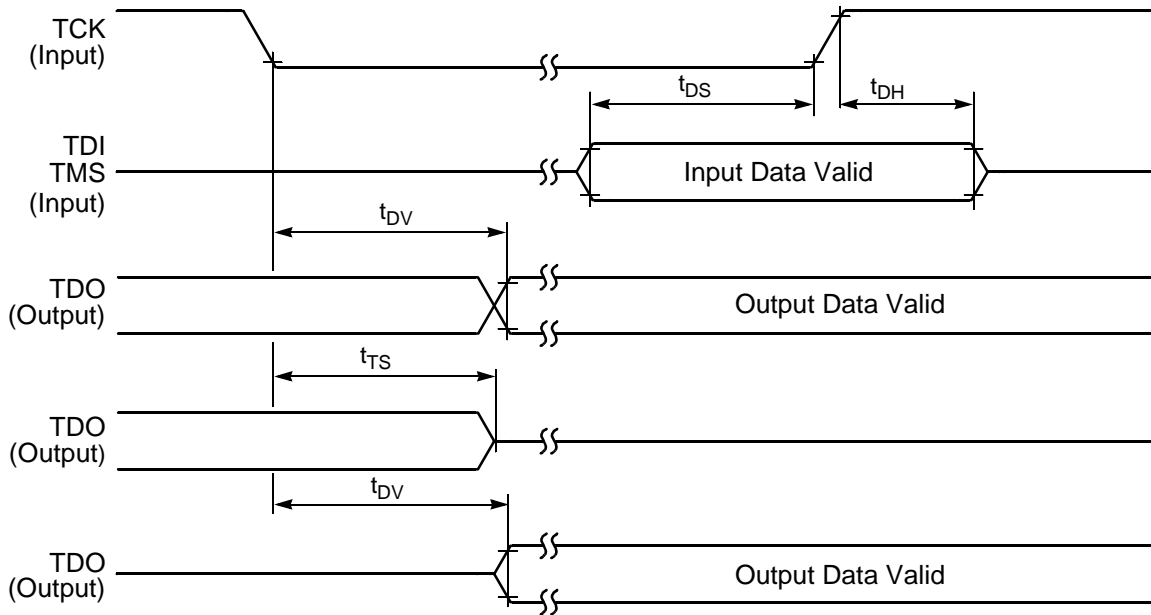 TCK
(Input)
tDS
tDH
TDI
TMS
(Input)
Input Data Valid
tDV
TDO
(Output)
Output Data Valid
tTS
TDO
(Output)
tDV
TDO
(Output)
Output Data Valid